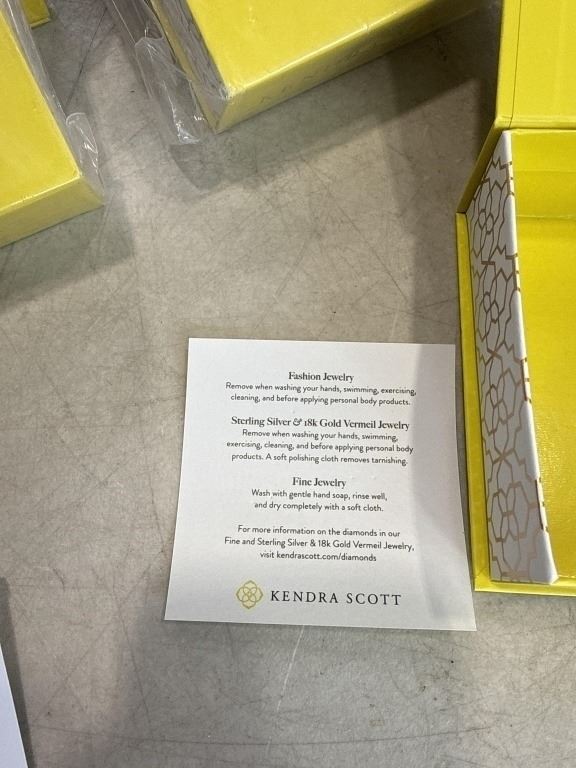 Fashion Jewelry
Remove when washing your hands, swimming, exercising,
cleaning, and before applying personal body products.
Sterling Silver & 18k Gold Vermeil Jewelry
Remove when washing your hands, swimming,
exercising, cleaning, and before applying personal body
products. A soft polishing cloth removes tarnishing.
Fine Jewelry
Wash with gentle hand soap, rinse well,
and dry completely with a soft cloth.
For more information on the diamonds in our
Fine and Sterling Silver & 18k Gold Vermeil Jewelry,
visit kendrascott.com/diamonds
KENDRA SCOTT